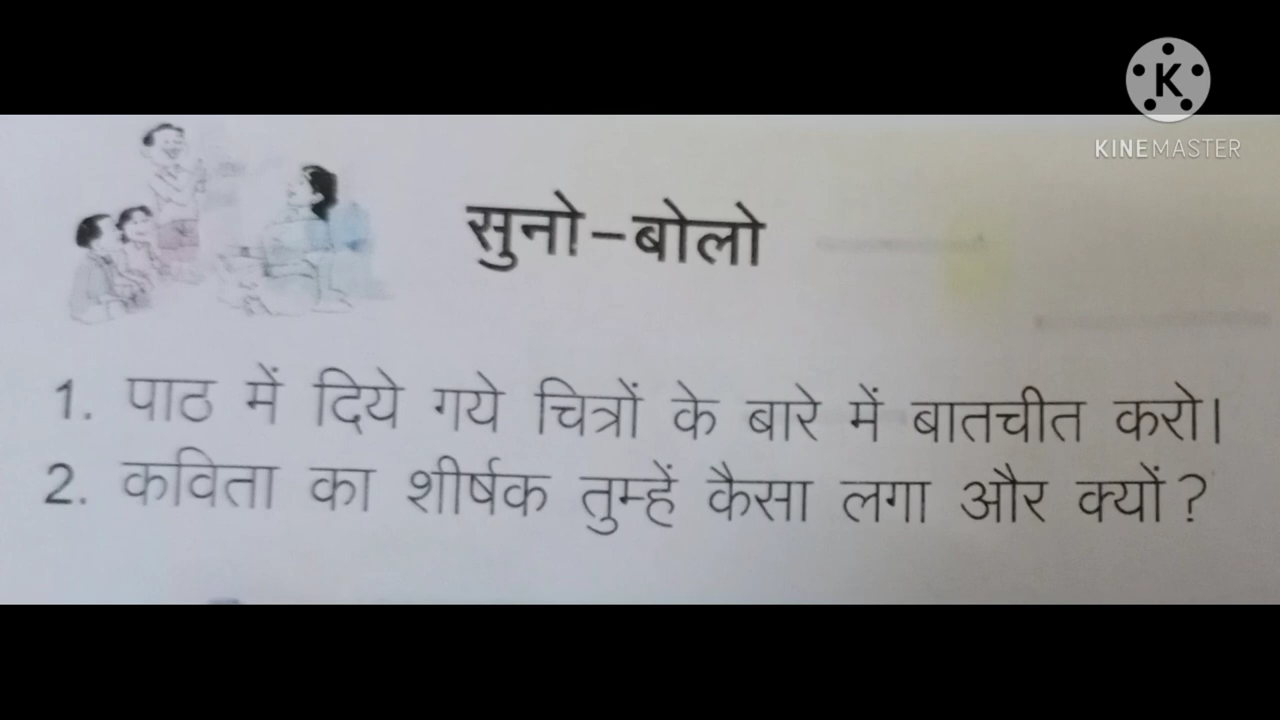 K
KINEMASTER
सुनो-बोलो
1. पाठ में दिये गये चित्रों के बारे में बातचीत करो।
2. कविता का शीर्षक तुम्हें कैसा लगा और क्यों?